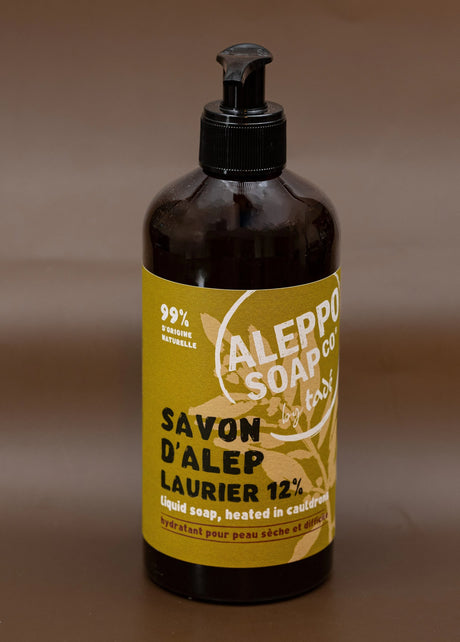 99%
D'ORIGINE
NATURELLE
ALEPPO
SOAP CO
by tadé
SAVON
D'ALEP
LAURIER 12%
Liquid soap, heated in cauldrons
hydratant pour peau sèche et